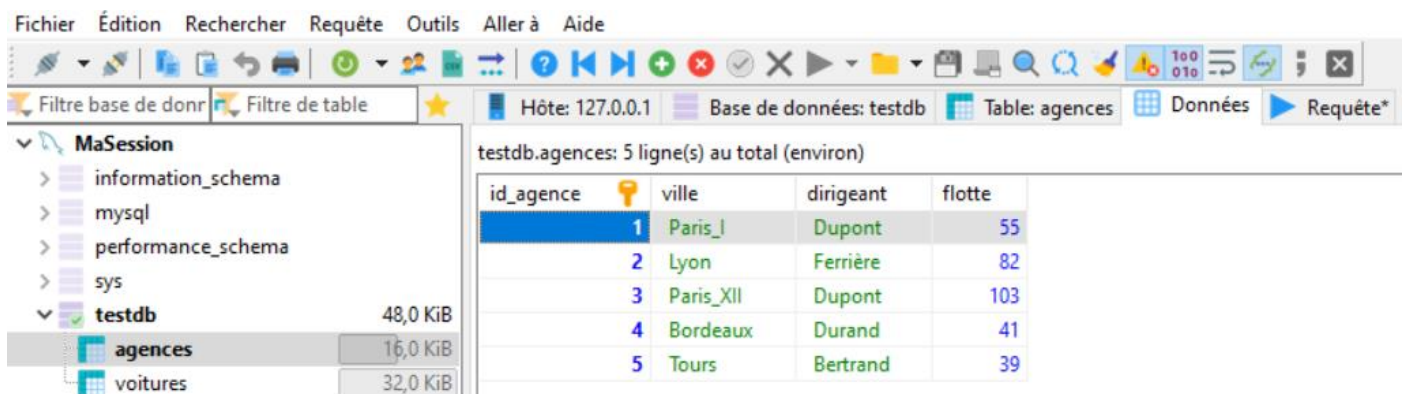 Fichier Édition Rechercher Requête Outils Aller à Aide
Filtre base de donr Filtre de table Hôte: 127.0.0.1 Base de données: testdb Table: agences Données Requête*
MaSession
testdb.agences: 5 ligne(s) au total (environ)
information_schema
mysql
performance_schema
sys
testdb 48,0 KiB
agences 16,0 KiB
voitures 32,0 KiB
id_agence ville dirigeant flotte
1 Paris_I Dupont 55
2 Lyon Ferrière 82
3 Paris_XII Dupont 103
4 Bordeaux Durand 41
5 Tours Bertrand 39